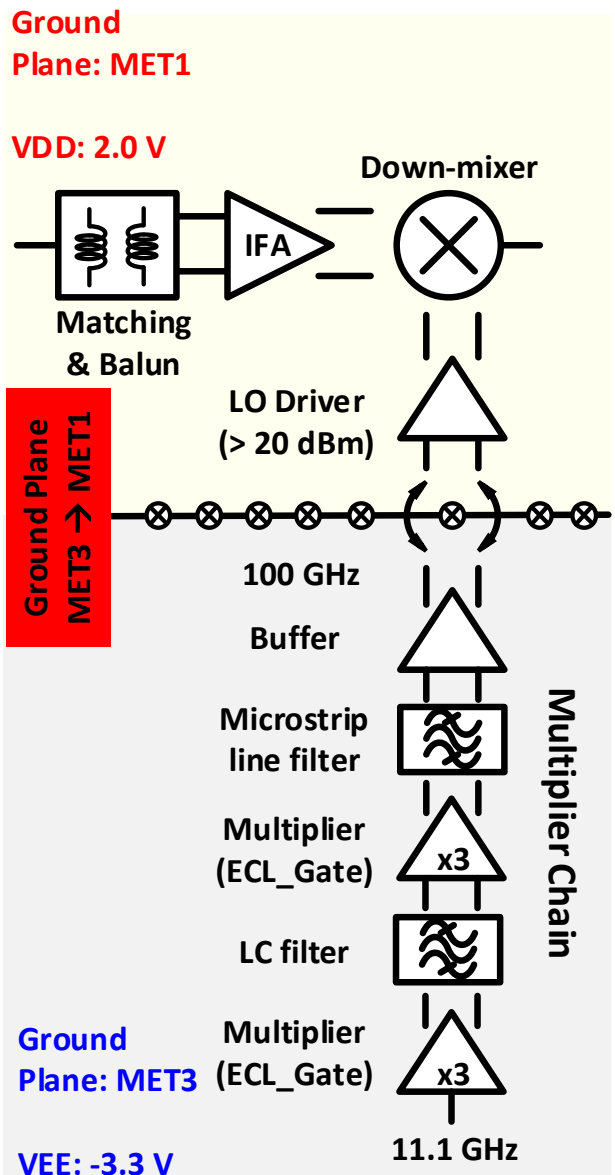 Ground
Plane: MET1
VDD: 2.0 V
Down-mixer
IFA
Matching
& Balun
LO Driver
(> 20 dBm)
Ground Plane
MET3 → MET1
100 GHz
Buffer
Microstrip
line filter
Multiplier
(ECL_Gate)
x3
Multiplier Chain
LC filter
Multiplier
(ECL_Gate)
x3
Ground
Plane: MET3
VEE: -3.3 V
11.1 GHz